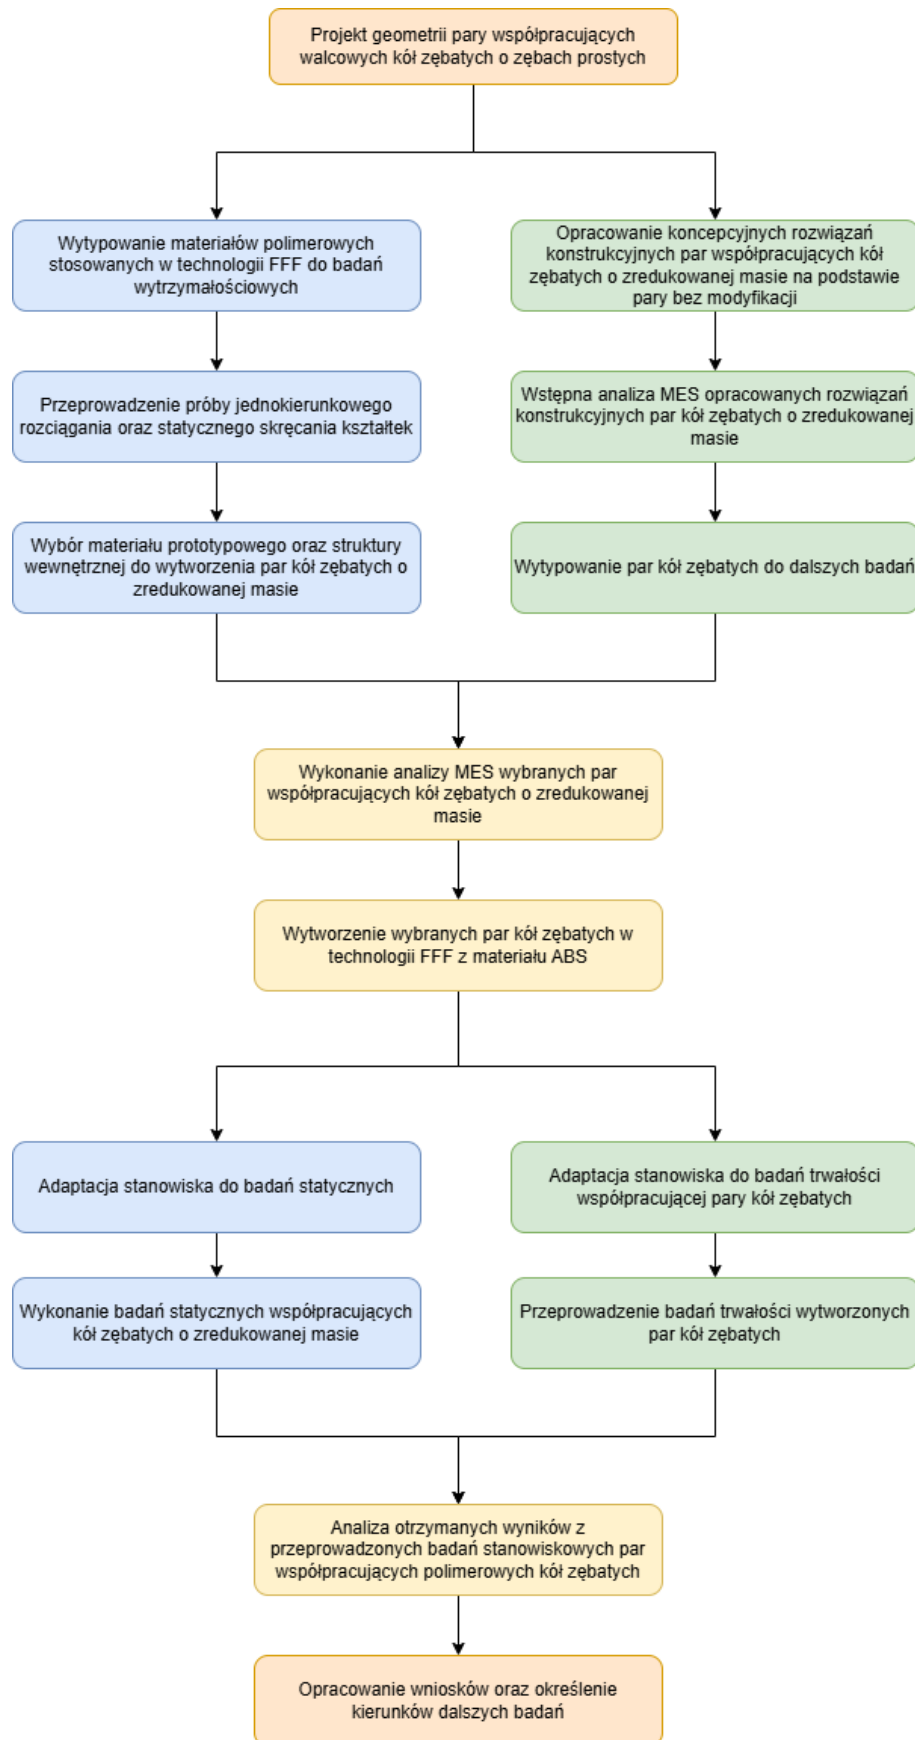 Projekt geometrii pary współpracujących
walcowych kół zębatych o zębach prostych
Wytypowanie materiałów polimerowych
stosowanych w technologii FFF do badań
wytrzymałościowych
Opracowanie koncepcyjnych rozwiązań
konstrukcyjnych par współpracujących kół
zębatych o zredukowanej masie na podstawie
pary bez modyfikacji
Przeprowadzenie próby jednokierunkowego
rozciągania oraz statycznego skręcania kształtek
Wstępna analiza MES opracowanych rozwiązań
konstrukcyjnych par kół zębatych o zredukowanej
masie
Wybór materiału prototypowego oraz struktury
wewnętrznej do wytworzenia par kół zębatych o
zredukowanej masie
Wytypowanie par kół zębatych do dalszych badań
Wykonanie analizy MES wybranych par
współpracujących kół zębatych o zredukowanej
masie
Wytworzenie wybranych par kół zębatych w
technologii FFF z materiału ABS
Adaptacja stanowiska do badań statycznych
Adaptacja stanowiska do badań trwałości
współpracującej pary kół zębatych
Wykonanie badań statycznych współpracujących
kół zębatych o zredukowanej masie
Przeprowadzenie badań trwałości wytworzonych
par kół zębatych
Analiza otrzymanych wyników z
przeprowadzonych badań stanowiskowych par
współpracujących polimerowych kół zębatych
Opracowanie wniosków oraz określenie
kierunków dalszych badań